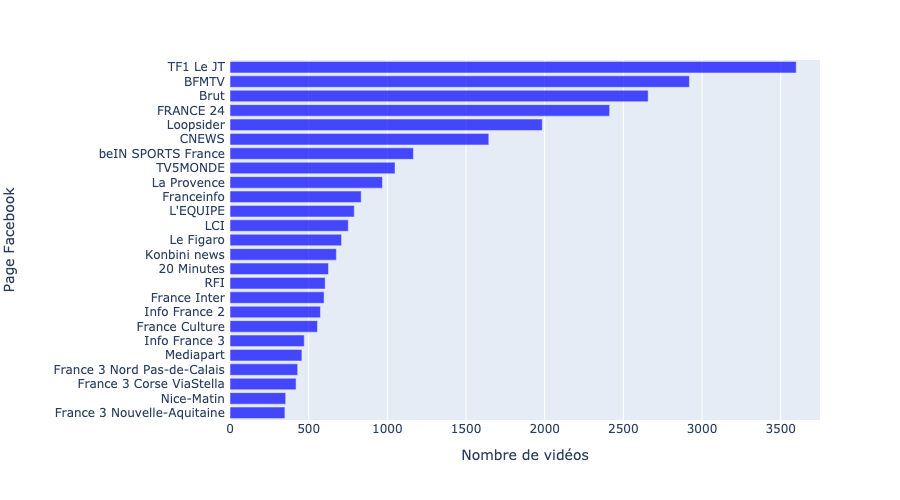 TF1 Le JT
BFMTV
Brut
FRANCE 24
Loopsider
CNEWS
beIN SPORTS France
TV5MONDE
La Provence
Franceinfo
L'EQUIPE
LCI
Le Figaro
Konbini news
20 Minutes
RFI
France Inter
Info France 2
France Culture
Info France 3
Mediapart
France 3 Nord Pas-de-Calais
France 3 Corse ViaStella
Nice-Matin
France 3 Nouvelle-Aquitaine
Page Facebook
0 500 1000 1500 2000 2500 3000 3500
Nombre de vidéos